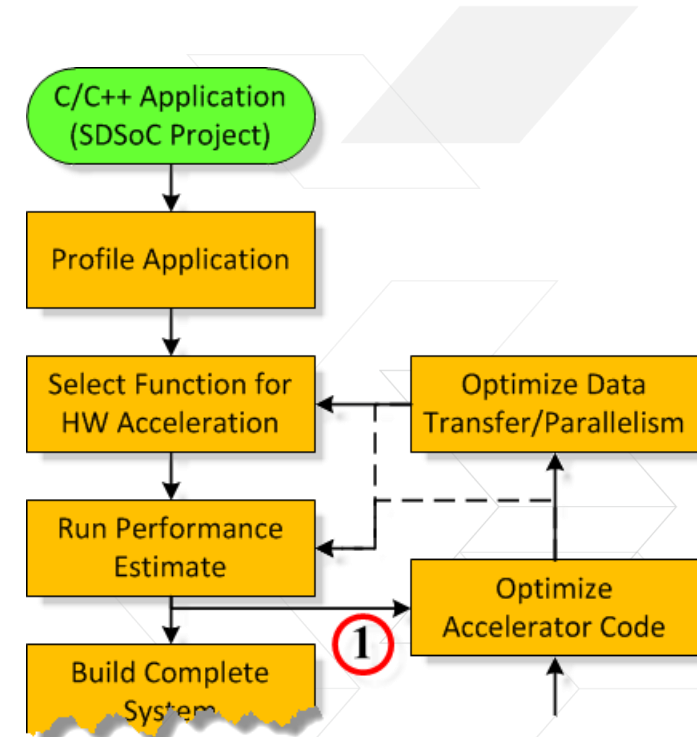 C/C++ Application
(SDSoC Project)
Profile Application
Select Function for
HW Acceleration
Optimize Data
Transfer/Parallelism
Run Performance
Estimate
Optimize
Accelerator Code
1
Build Complete
System